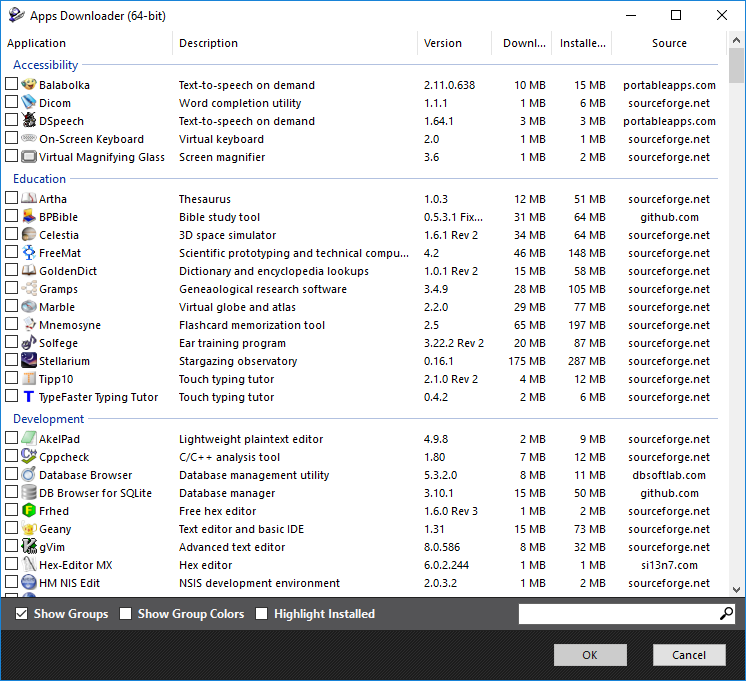 Apps Downloader (64-bit)
Application Description Version Downl... Installe... Source
Accessibility
Balabolka Text-to-speech on demand 2.11.0.638 10 MB 15 MB portableapps.com
Dicom Word completion utility 1.1.1 1 MB 6 MB sourceforge.net
DSpeech Text-to-speech on demand 1.64.1 3 MB 3 MB portableapps.com
On-Screen Keyboard Virtual keyboard 2.0 1 MB 1 MB sourceforge.net
Virtual Magnifying Glass Screen magnifier 3.6 1 MB 2 MB sourceforge.net
Education
Artha Thesaurus 1.0.3 12 MB 51 MB sourceforge.net
BPBible Bible study tool 0.5.3.1 Fix... 31 MB 64 MB github.com
Celestia 3D space simulator 1.6.1 Rev 2 34 MB 64 MB sourceforge.net
FreeMat Scientific prototyping and technical compu... 4.2 46 MB 148 MB sourceforge.net
GoldenDict Dictionary and encyclopedia lookups 1.0.1 Rev 2 15 MB 58 MB sourceforge.net
Gramps Geneaological research software 3.4.9 28 MB 105 MB sourceforge.net
Marble Virtual globe and atlas 2.2.0 29 MB 77 MB sourceforge.net
Mnemosyne Flashcard memorization tool 2.5 65 MB 197 MB sourceforge.net
Solfege Ear training program 3.22.2 Rev 2 20 MB 87 MB sourceforge.net
Stellarium Stargazing observatory 0.16.1 175 MB 287 MB sourceforge.net
Tipp10 Touch typing tutor 2.1.0 Rev 2 4 MB 12 MB sourceforge.net
TypeFaster Typing Tutor Touch typing tutor 0.4.2 2 MB 6 MB sourceforge.net
Development
AkelPad Lightweight plaintext editor 4.9.8 2 MB 9 MB sourceforge.net
Cppcheck C/C++ analysis tool 1.80 7 MB 12 MB sourceforge.net
Database Browser Database management utility 5.3.2.0 8 MB 11 MB dbsoftlab.com
DB Browser for SQLite Database manager 3.10.1 15 MB 50 MB github.com
Frhed Free hex editor 1.6.0 Rev 3 1 MB 2 MB sourceforge.net
Geany Text editor and basic IDE 1.31 15 MB 73 MB sourceforge.net
gVim Advanced text editor 8.0.586 8 MB 32 MB sourceforge.net
Hex-Editor MX Hex editor 6.0.2.244 1 MB 1 MB si13n7.com
HM NIS Edit NSIS development environment 2.0.3.2 2 MB 5 MB sourceforge.net
Show Groups Show Group Colors Highlight Installed
OK Cancel